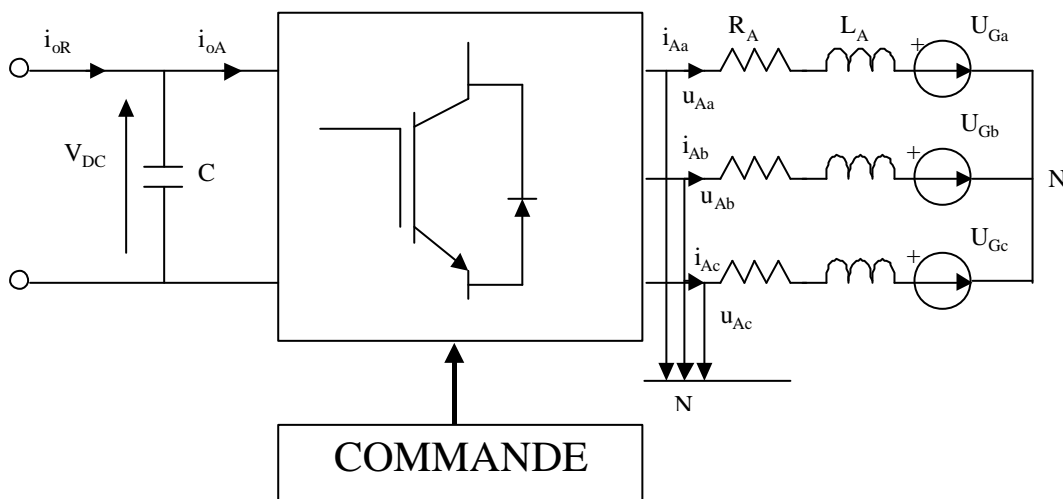 i_oR
i_oA
V_DC
C
i_Aa
R_A
L_A
+
U_Ga
u_Aa
i_Ab
+
U_Gb
u_Ab
N
i_Ac
+
U_Gc
u_Ac
N
COMMANDE